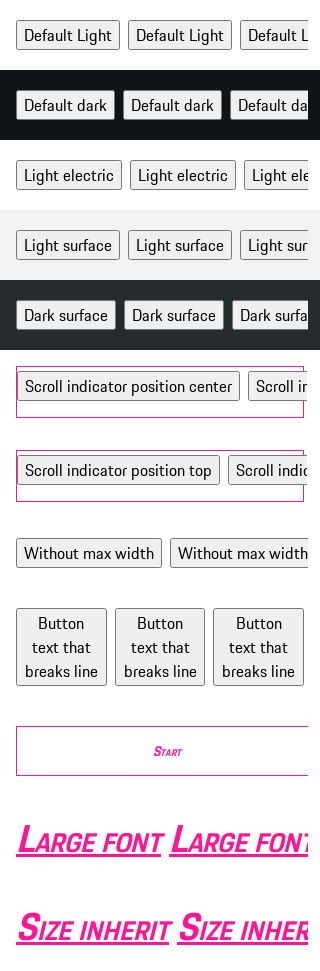 Default Light Default Light Default L
Default dark Default dark Default da
Light electric Light electric Light ele
Light surface Light surface Light sur
Dark surface Dark surface Dark surfa
Scroll indicator position center Scroll in
Scroll indicator position top Scroll indic
Without max width Without max width
Button Button Button
text that text that text that
breaks line breaks line breaks line
Start
Large font Large font
Size inherit Size inher